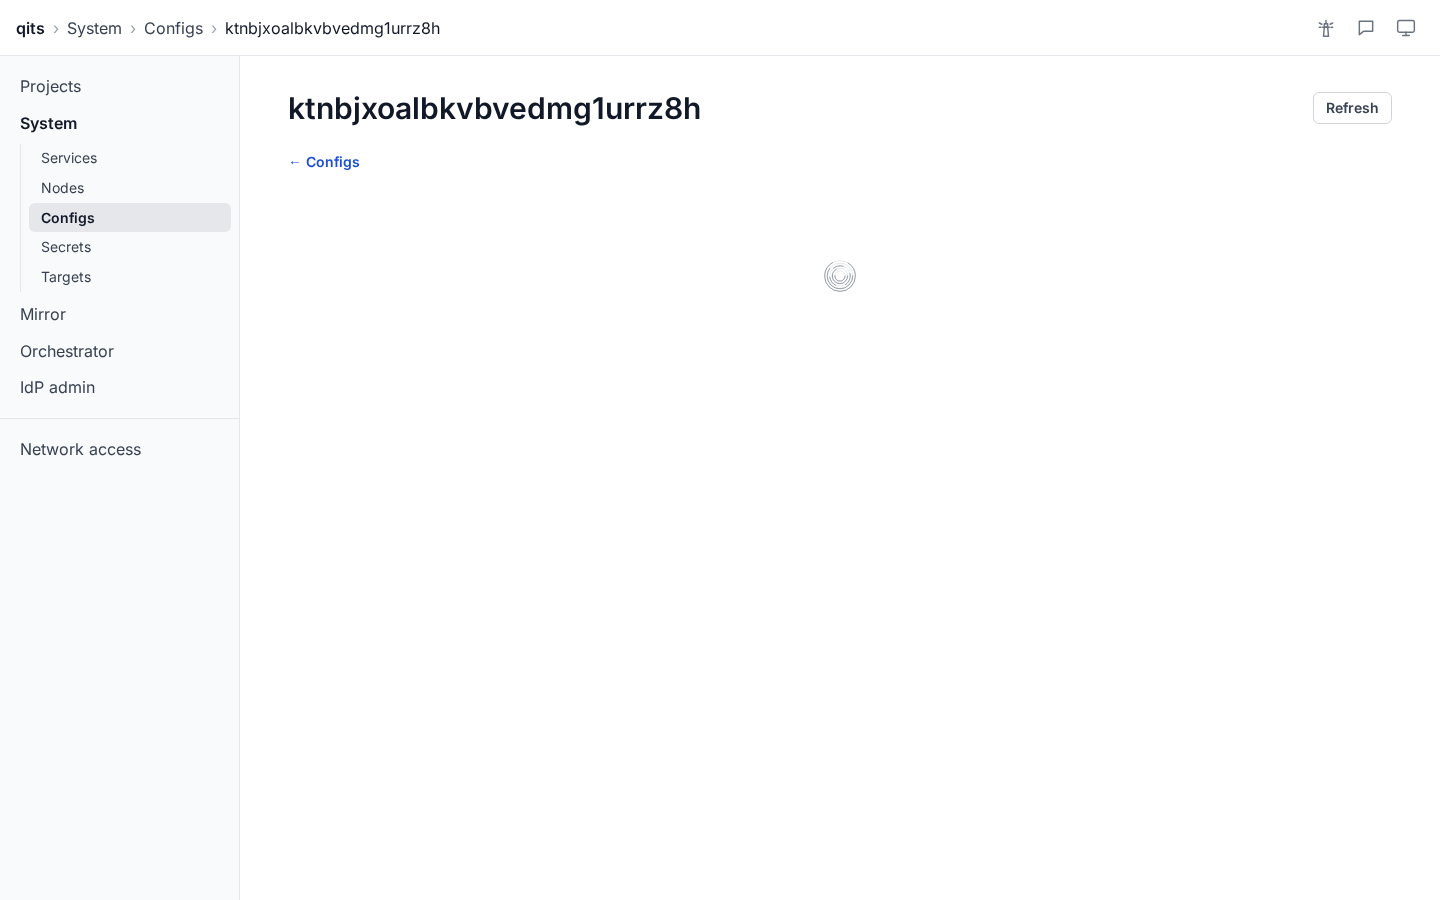 qits › System › Configs › ktnbjxoalbkvbvedmg1urrz8h
Projects
System
Services
Nodes
Configs
Secrets
Targets
Mirror
Orchestrator
IdP admin
Network access
ktnbjxoalbkvbvedmg1urrz8h
Refresh
← Configs